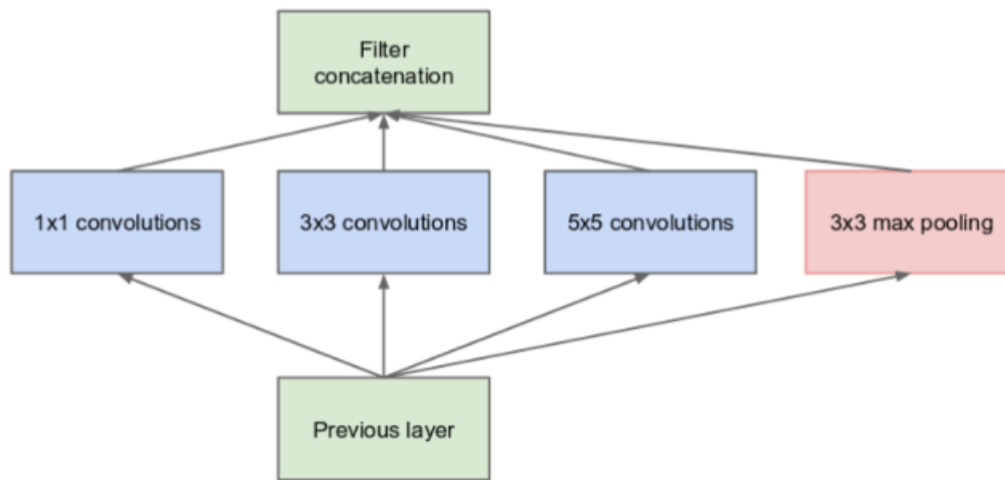 Filter
concatenation
1x1 convolutions
3x3 convolutions
5x5 convolutions
3x3 max pooling
Previous layer